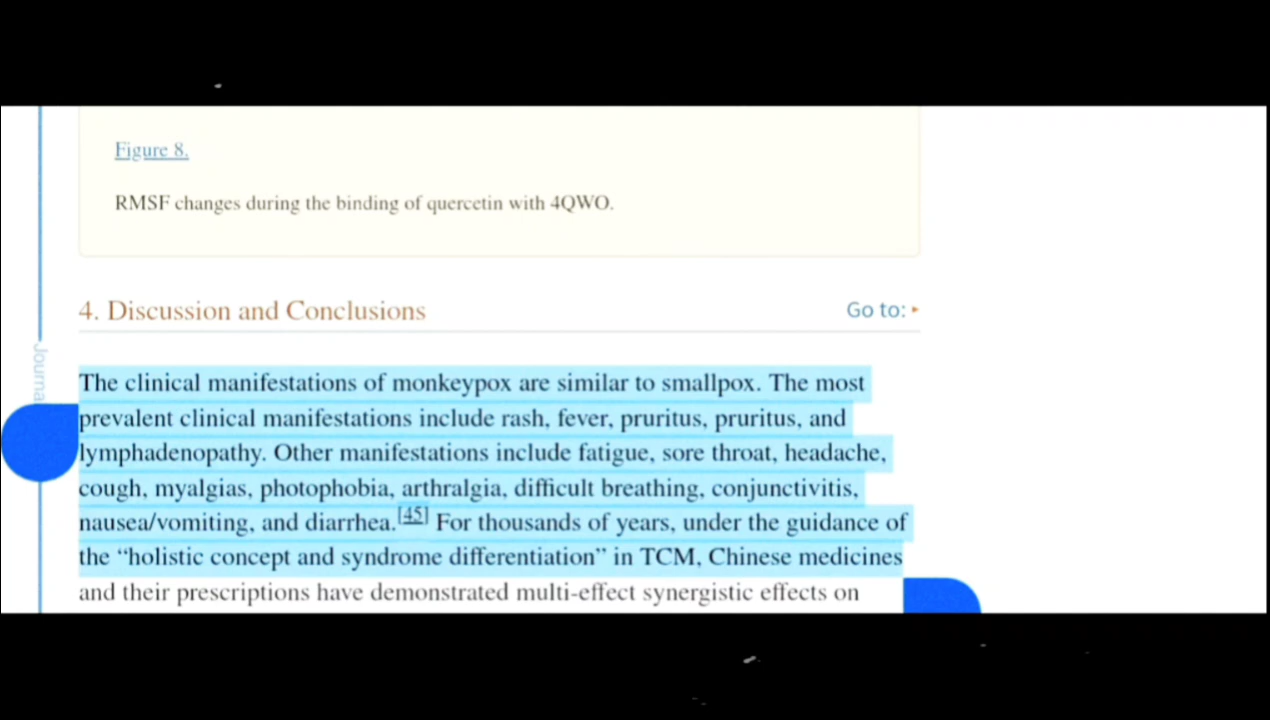 Figure 8.
RMSF changes during the binding of quercetin with 4QWO.
4. Discussion and Conclusions
Go to:
Journa
The clinical manifestations of monkeypox are similar to smallpox. The most
prevalent clinical manifestations include rash, fever, pruritus, pruritus, and
lymphadenopathy. Other manifestations include fatigue, sore throat, headache,
cough, myalgias, photophobia, arthralgia, difficult breathing, conjunctivitis,
nausea/vomiting, and diarrhea.[45] For thousands of years, under the guidance of
the “holistic concept and syndrome differentiation” in TCM, Chinese medicines
and their prescriptions have demonstrated multi-effect synergistic effects on